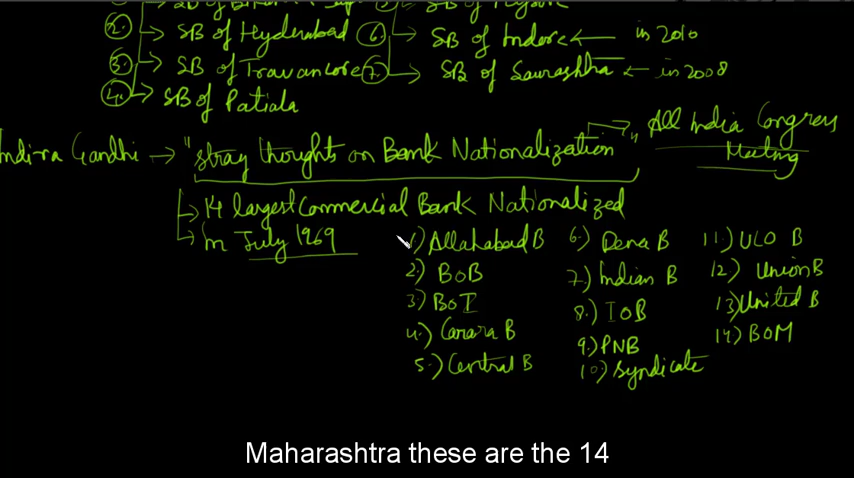 2. → SB of Hyderabad 6. → SB of Indore ← in 2010
3. → SB of Travancore 7. → SB of Saurashtra ← in 2008
4. → SB of Patiala
Indira Gandhi → "stray thoughts on Bank Nationalization" → All India Congress Meeting
→ 14 largest Commercial Bank Nationalized
→ In July 1969
1) Allahabad B 6.) Dena B 11.) UCO B
2.) BOB 7.) Indian B 12) Union B
3.) BOI 8.) IOB 13) United B
4.) Canara B 9.) PNB 14) BOM
5.) Central B 10.) Syndicate
Maharashtra these are the 14